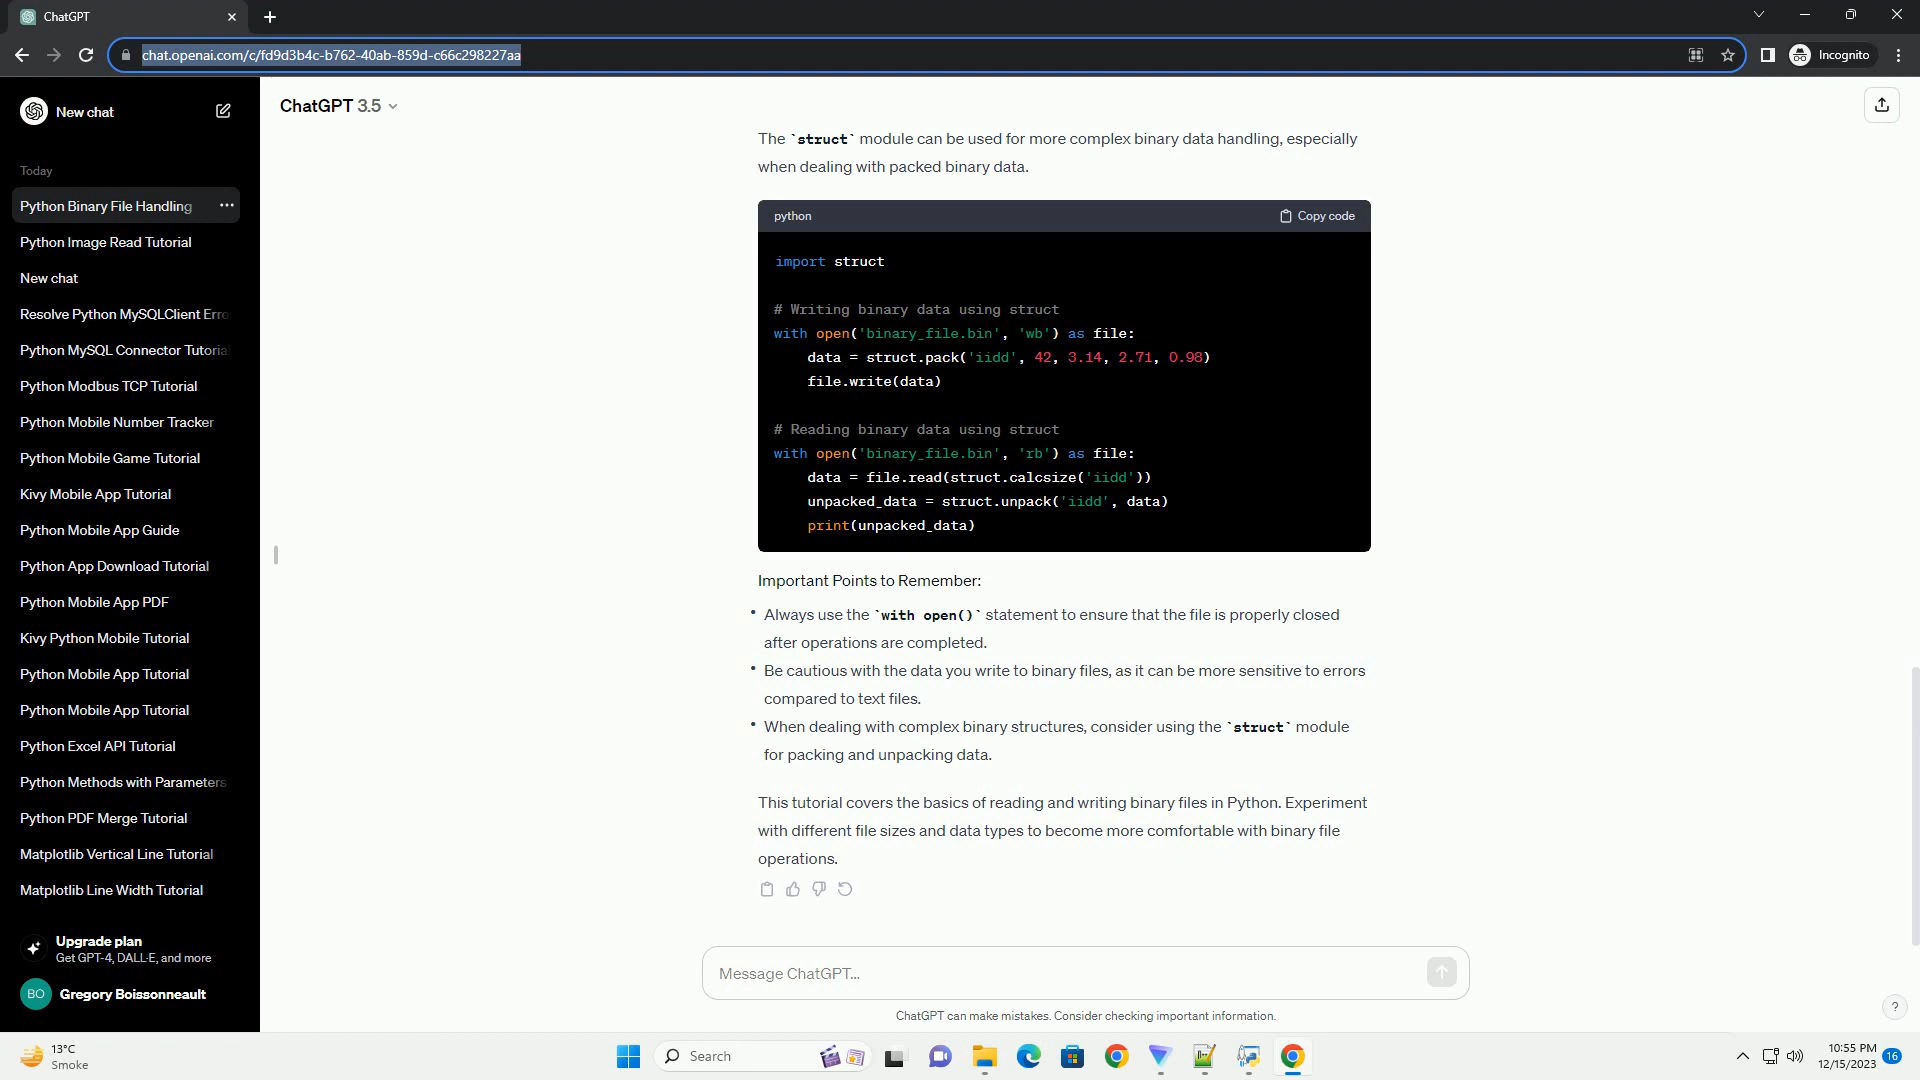 ChatGPT
chat.openai.com/c/fd9d3b4c-b762-40ab-859d-c66c298227aa
Incognito
New chat
ChatGPT 3.5
Today
Python Binary File Handling
Python Image Read Tutorial
New chat
Resolve Python MySQLClient Erro
Python MySQL Connector Tutorial
Python Modbus TCP Tutorial
Python Mobile Number Tracker
Python Mobile Game Tutorial
Kivy Mobile App Tutorial
Python Mobile App Guide
Python App Download Tutorial
Python Mobile App PDF
Kivy Python Mobile Tutorial
Python Mobile App Tutorial
Python Mobile App Tutorial
Python Excel API Tutorial
Python Methods with Parameters
Python PDF Merge Tutorial
Matplotlib Vertical Line Tutorial
Matplotlib Line Width Tutorial
Upgrade plan
Get GPT-4, DALL·E, and more
BO
Gregory Boissonneault
The `struct` module can be used for more complex binary data handling, especially
when dealing with packed binary data.
python
Copy code
import struct
# Writing binary data using struct
with open('binary_file.bin', 'wb') as file:
    data = struct.pack('iidd', 42, 3.14, 2.71, 0.98)
    file.write(data)
# Reading binary data using struct
with open('binary_file.bin', 'rb') as file:
    data = file.read(struct.calcsize('iidd'))
    unpacked_data = struct.unpack('iidd', data)
    print(unpacked_data)
Important Points to Remember:
• Always use the `with open()` statement to ensure that the file is properly closed
after operations are completed.
• Be cautious with the data you write to binary files, as it can be more sensitive to errors
compared to text files.
• When dealing with complex binary structures, consider using the `struct` module
for packing and unpacking data.
This tutorial covers the basics of reading and writing binary files in Python. Experiment
with different file sizes and data types to become more comfortable with binary file
operations.
Message ChatGPT...
ChatGPT can make mistakes. Consider checking important information.
?
13°C
Smoke
Search
10:55 PM
12/15/2023
16